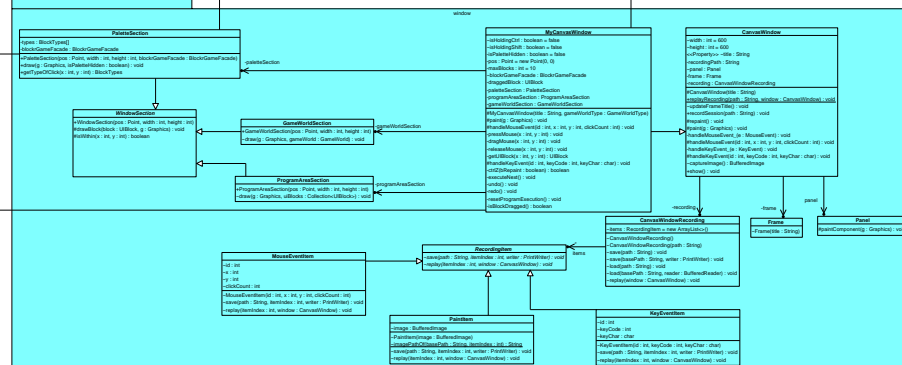 window
PaletteSection
-types : BlockTypes[]
-blockrGameFacade : BlockrGameFacade
+PaletteSection(pos : Point, width : int, height : int, blockrGameFacade : BlockrGameFacade)
+draw(g : Graphics, isPaletteHidden : boolean) : void
+getTypeOfClick(x : int, y : int) : BlockTypes
MyCanvasWindow
-isHoldingCtrl : boolean = false
-isHoldingShift : boolean = false
-isPaletteHidden : boolean = false
-pos : Point = new Point(0, 0)
-maxBlocks : int = 10
-blockrGameFacade : BlockrGameFacade
-draggedBlock : UIBlock
-paletteSection : PaletteSection
-programAreaSection : ProgramAreaSection
-gameWorldSection : GameWorldSection
#MyCanvasWindow(title : String, gameWorldType : GameWorldType)
#paint(g : Graphics) : void
#handleMouseEvent(id : int, x : int, y : int, clickCount : int) : void
-pressMouse(x : int, y : int) : void
-dragMouse(x : int, y : int) : void
-releaseMouse(x : int, y : int) : void
-getUIBlock(x : int, y : int) : UIBlock
#handleKeyEvent(id : int, keyCode : int, keyChar : char) : void
-ctrlZ(bRepaint : boolean) : boolean
-executeNext() : void
-undo() : void
-redo() : void
-resetProgramExecution() : void
-isBlockDragged() : boolean
CanvasWindow
~width : int = 600
~height : int = 600
<<Property>> ~title : String
~recordingPath : String
~panel : Panel
-frame : Frame
-recording : CanvasWindowRecording
#CanvasWindow(title : String)
+replayRecording(path : String, window : CanvasWindow) : void
~updateFrameTitle() : void
+recordSession(path : String) : void
#repaint() : void
#paint(g : Graphics) : void
-handleMouseEvent_(e : MouseEvent) : void
#handleMouseEvent(id : int, x : int, y : int, clickCount : int) : void
-handleKeyEvent_(e : KeyEvent) : void
#handleKeyEvent(id : int, keyCode : int, keyChar : char) : void
~captureImage() : BufferedImage
+show() : void
-paletteSection
WindowSection
+WindowSection(pos : Point, width : int, height : int)
#drawBlock(block : UIBlock, g : Graphics) : void
#isWithin(x : int, y : int) : boolean
GameWorldSection
+GameWorldSection(pos : Point, width : int, height : int)
~draw(g : Graphics, gameWorld : GameWorld) : void
-gameWorldSection
ProgramAreaSection
+ProgramAreaSection(pos : Point, width : int, height : int)
~draw(g : Graphics, uiBlocks : Collection<UIBlock>) : void
-programAreaSection
-recording
-frame
panel
CanvasWindowRecording
~items : RecordingItem = new ArrayList<>()
~CanvasWindowRecording()
~CanvasWindowRecording(path : String)
~save(path : String) : void
~save(basePath : String, writer : PrintWriter) : void
~load(path : String) : void
~load(basePath : String, reader : BufferedReader) : void
~replay(window : CanvasWindow) : void
Frame
~Frame(title : String)
Panel
#paintComponent(g : Graphics) : vo
items
RecordingItem
~save(path : String, itemIndex : int, writer : PrintWriter) : void
~replay(itemIndex : int, window : CanvasWindow) : void
MouseEventItem
~id : int
~x : int
~y : int
~clickCount : int
~MouseEventItem(id : int, x : int, y : int, clickCount : int)
~save(path : String, itemIndex : int, writer : PrintWriter) : void
~replay(itemIndex : int, window : CanvasWindow) : void
PaintItem
~image : BufferedImage
~PaintItem(image : BufferedImage)
~imagePathOf(basePath : String, itemIndex : int) : String
~save(path : String, itemIndex : int, writer : PrintWriter) : void
~replay(itemIndex : int, window : CanvasWindow) : void
KeyEventItem
~id : int
~keyCode : int
~keyChar : char
~KeyEventItem(id : int, keyCode : int, keyChar : char)
~save(path : String, itemIndex : int, writer : PrintWriter) : void
~replay(itemIndex : int, window : CanvasWindow) : void